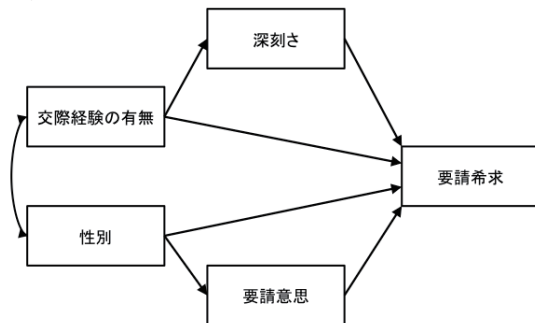 深刻さ
交際経験の有無
要請希求
性別
要請意思